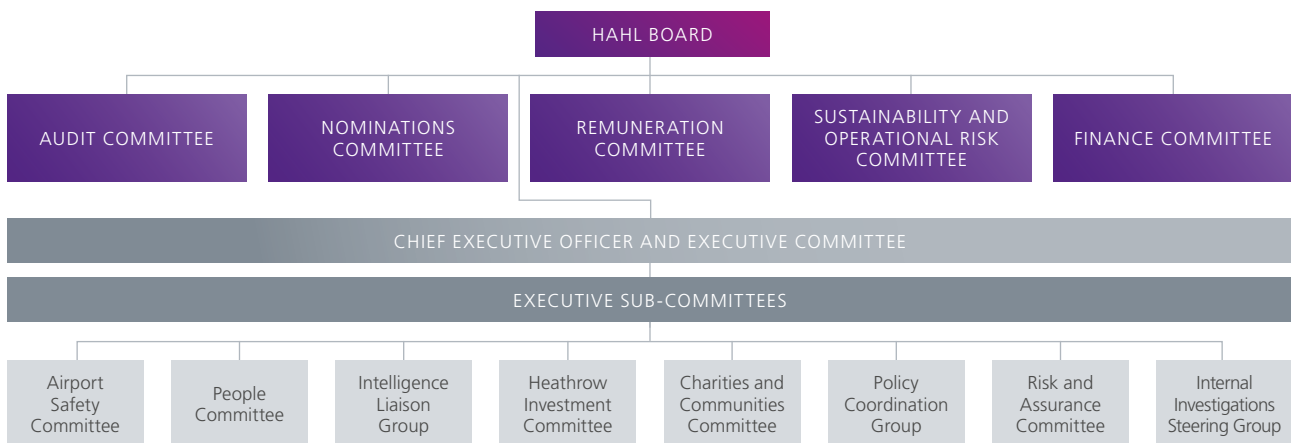 HAHL BOARD
AUDIT COMMITTEE
NOMINATIONS
COMMITTEE
REMUNERATION
COMMITTEE
SUSTAINABILITY AND
OPERATIONAL RISK
COMMITTEE
FINANCE COMMITTEE
CHIEF EXECUTIVE OFFICER AND EXECUTIVE COMMITTEE
EXECUTIVE SUB-COMMITTEES
Airport
Safety
Committee
People
Committee
Intelligence
Liaison
Group
Heathrow
Investment
Committee
Charities and
Communities
Committee
Policy
Coordination
Group
Risk and
Assurance
Committee
Internal
Investigations
Steering Group